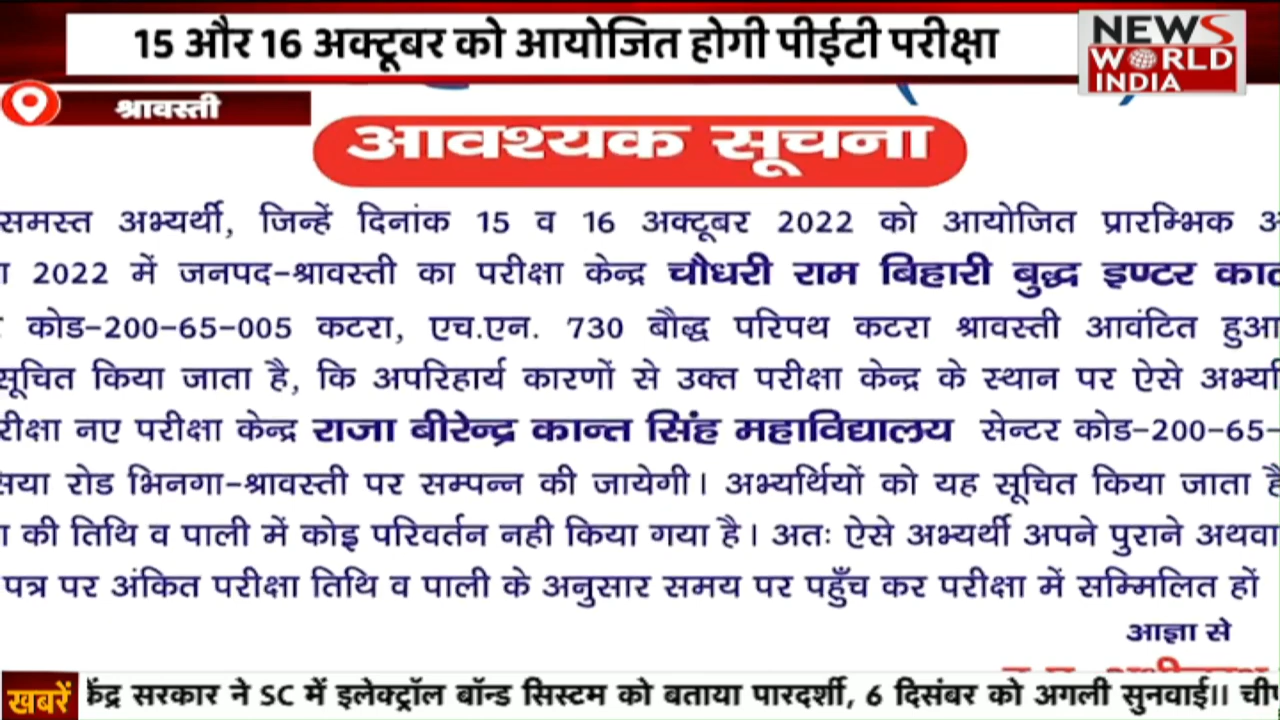 15 और 16 अक्टूबर को आयोजित होगी पीईटी परीक्षा
NEWS
WORLD
INDIA
श्रावस्ती
आवश्यक सूचना
समस्त अभ्यर्थी, जिन्हें दिनांक 15 व 16 अक्टूबर 2022 को आयोजित प्रारम्भिक
2022 में जनपद-श्रावस्ती का परीक्षा केन्द्र चौधरी राम बिहारी बुद्ध इण्टर
कोड-200-65-005 कटरा, एच.एन. 730 बौद्ध परिपथ कटरा श्रावस्ती आवंटित हुआ
सूचित किया जाता है, कि अपरिहार्य कारणों से उक्त परीक्षा केन्द्र के स्थान पर ऐसे
नए परीक्षा केन्द्र राजा बीरेन्द्र कान्त सिंह महाविद्यालय सेन्टर कोड-200-65-
रोड भिनगा-श्रावस्ती पर सम्पन्न की जायेगी। अभ्यर्थियों को यह सूचित किया जाता
की तिथि व पाली में कोइ परिवर्तन नही किया गया है। अतः ऐसे अभ्यर्थी अपने पुराने अथवा
पत्र पर अंकित परीक्षा तिथि व पाली के अनुसार समय पर पहुँच कर परीक्षा में सम्मिलित हों
आज्ञा से
खबरें
केंद्र सरकार ने SC में इलेक्ट्रॉल बॉन्ड सिस्टम को बताया पारदर्शी, 6 दिसंबर को अगली सुनवाई॥